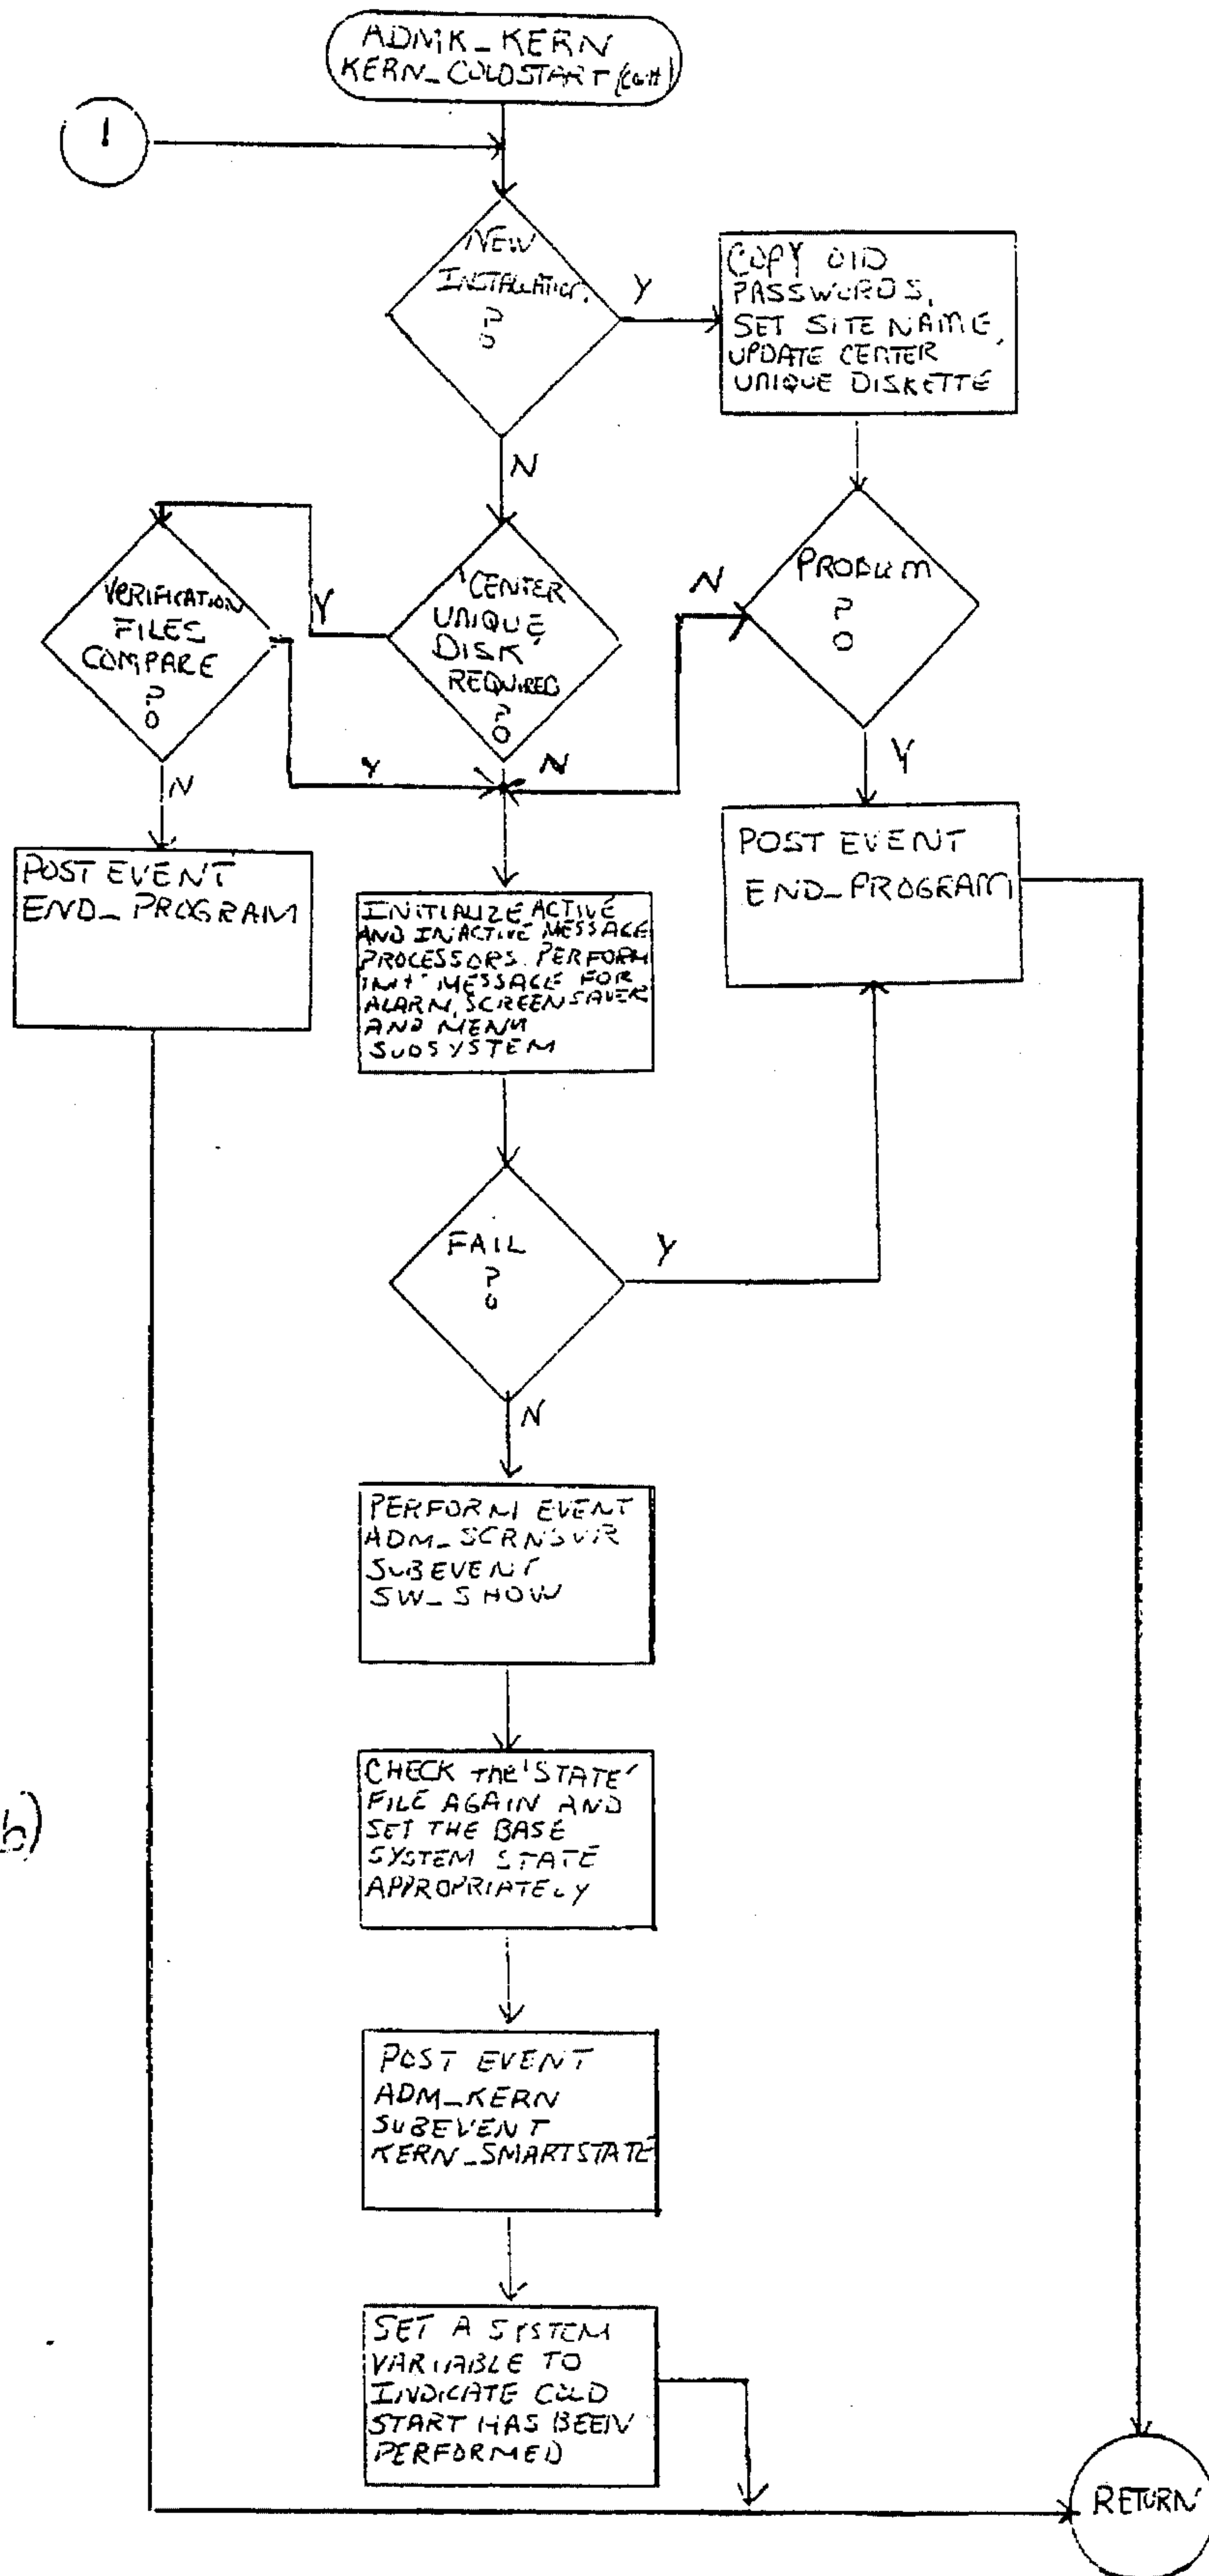 ADMK_KERN
KERN_COLDSTART
1
NEW
INSTALLATION
?
Y
COPY OLD
PASSWORDS,
SET SITE NAME,
UPDATE CENTER
UNIQUE DISKETTE
N
VERIFICATION
FILES
COMPARE
?
Y
CENTER
UNIQUE
DISK
REQUIRED
?
N
PROBLEM
?
Y
N
N
Y
POST EVENT
END_PROGRAM
INITIALIZE ACTIVE
AND INACTIVE MESSAGE
PROCESSORS. PERFORM
INIT MESSAGE FOR
ALARM, SCREENSAVER
AND MENU
SUBSYSTEM
POST EVENT
END_PROGRAM
FAIL
?
Y
N
PERFORM EVENT
ADM_SCRNSVR
SUBEVENT
SW_SHOW
CHECK THE 'STATE'
FILE AGAIN AND
SET THE BASE
SYSTEM STATE
APPROPRIATELY
b)
POST EVENT
ADM_KERN
SUBEVENT
KERN_SMARTSTATE
SET A SYSTEM
VARIABLE TO
INDICATE COLD
START HAS BEEN
PERFORMED
RETURN